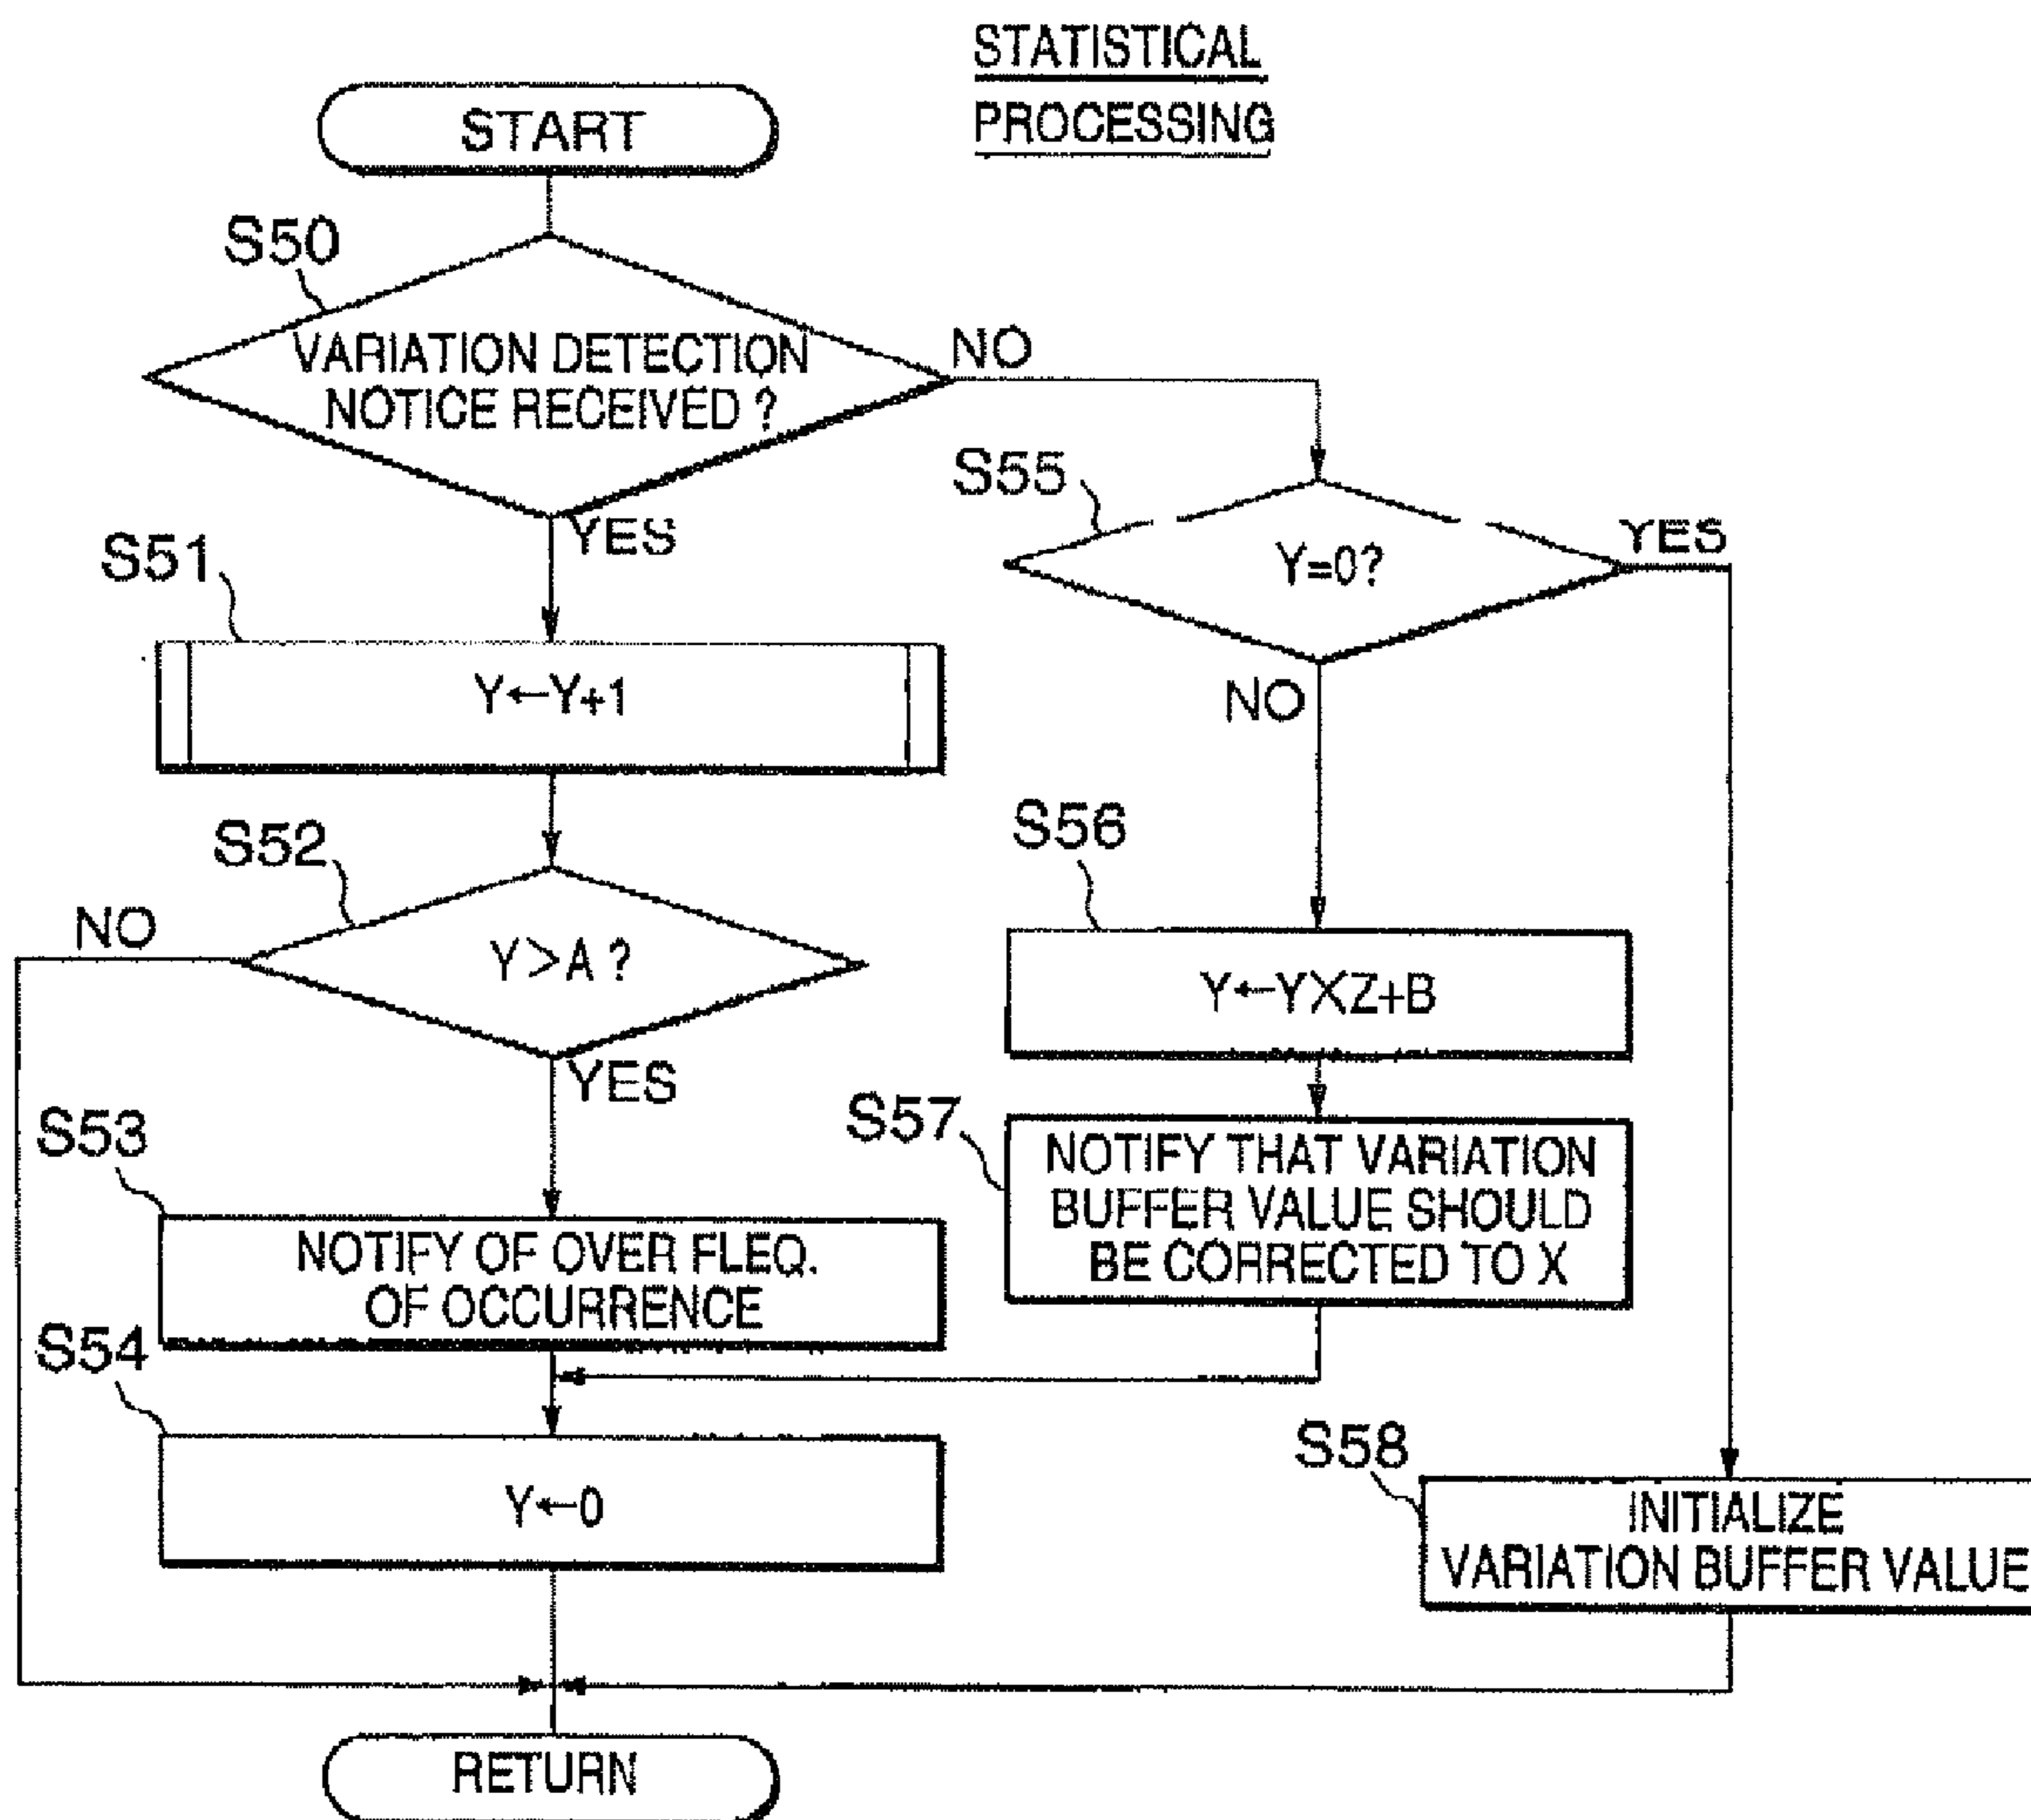 STATISTICAL
PROCESSING
START
S50
VARIATION DETECTION
NOTICE RECEIVED ?
NO
YES
S51
Y←Y+1
S52
Y>A ?
NO
YES
S53
NOTIFY OF OVER FLEQ.
OF OCCURRENCE
S54
Y←0
S55
Y=0?
YES
NO
S56
Y←Y×Z+B
S57
NOTIFY THAT VARIATION
BUFFER VALUE SHOULD
BE CORRECTED TO X
S58
INITIALIZE
VARIATION BUFFER VALUE
RETURN